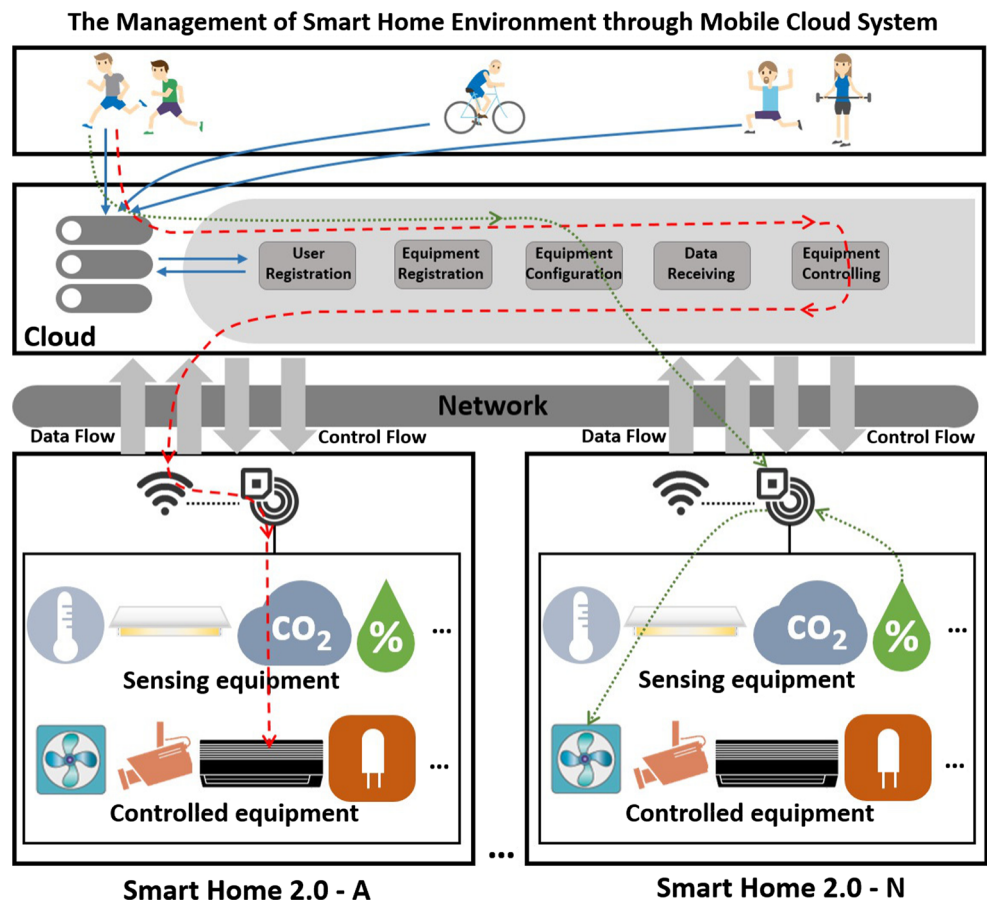 The Management of Smart Home Environment through Mobile Cloud System
User
Registration
Equipment
Registration
Equipment
Configuration
Data
Receiving
Equipment
Controlling
Cloud
Network
Data Flow
Control Flow
Data Flow
Control Flow
CO2
%
...
Sensing equipment
...
Controlled equipment
CO2
%
...
Sensing equipment
...
Controlled equipment
...
Smart Home 2.0 - A
Smart Home 2.0 - N